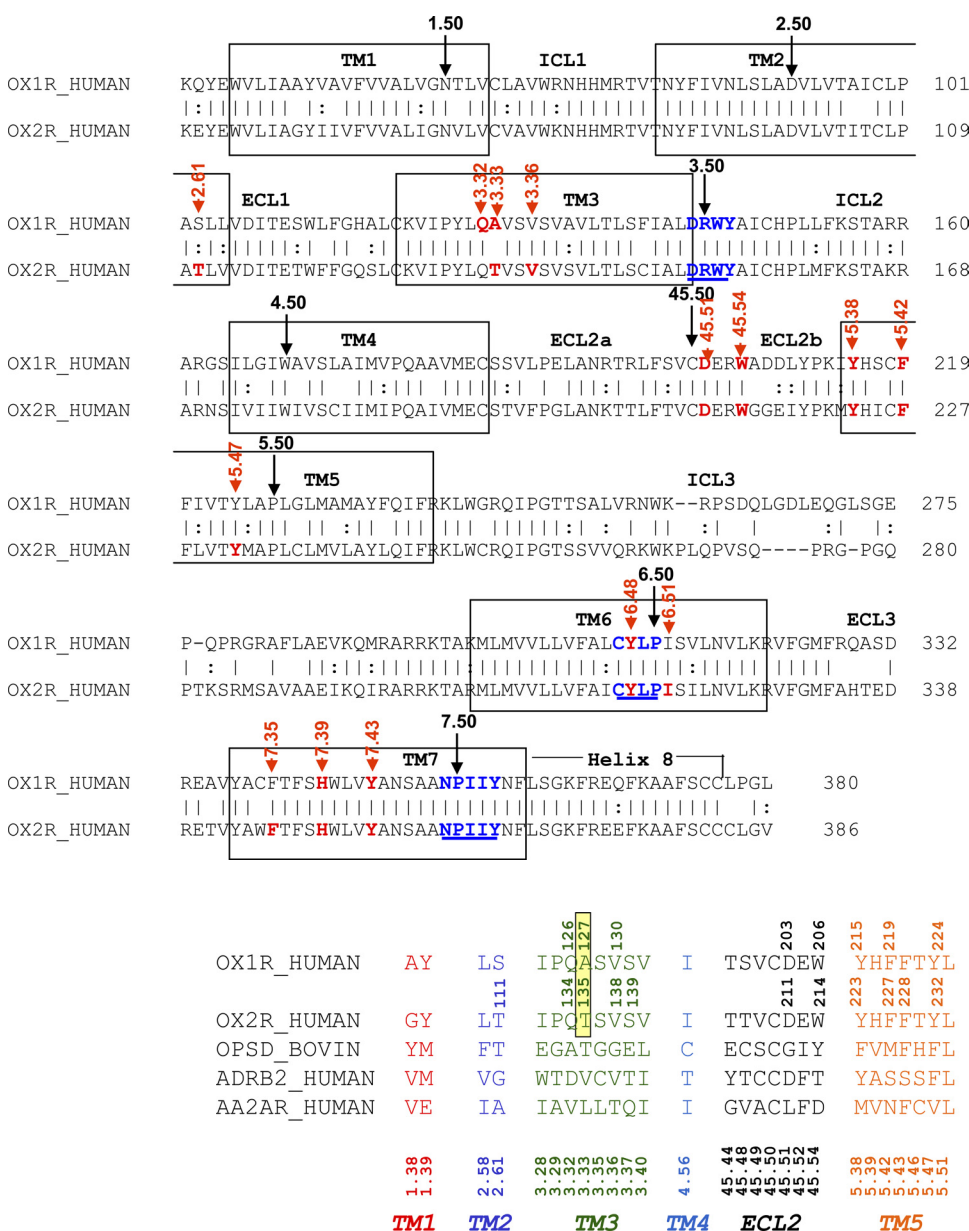 1.50 2.50
TM1 ICL1 TM2
OX1R_HUMAN KQYEWVLIAAYVAVFVVALVGNTLVCLAVWRNHHMRTVTNYFIVNLSLADVLVTAICLP 101
OX2R_HUMAN KEYEWVLIAGYIIVFVVALIGNVLVCVAVWKNHHMRTVTNYFIVNLSLADVLVTITCLP 109
2.61 3.32 3.33 3.36 3.50
ECL1 TM3 ICL2
OX1R_HUMAN ASLLVDITESWLFGHALCKVIPYLQAVSVSVAVLTLSFIALDRWYAICHPLLFKSTARR 160
OX2R_HUMAN ATLVVDITETWFFGQSLCKVIPYLQTVSVSVSVLTLSCIALDRWYAICHPLMFKSTAKR 168
4.50 45.50 45.51 45.54 5.38 5.42
TM4 ECL2a ECL2b
OX1R_HUMAN ARGSILGIWAVSLAIMVPQAAVMECSSVLPELANRTRLFSVCDERWADDLYPKIYHSCF 219
OX2R_HUMAN ARNSIVIIWIVSCIIMIPQAIVMECSTVFPGLANKTTLFTVCDERWGGEIYPKMYHICF 227
5.47 5.50
TM5 ICL3
OX1R_HUMAN FIVTYLAPLGLMAMAYFQIFRKLWGRQIPGTTSALVRNWK--RPSDQLGDLEQGLSGE 275
OX2R_HUMAN FLVTYMAPLCLMVLAYLQIFRKLWCRQIPGTSSVVQRKWKPLQPVSQ----PRG-PGQ 280
6.48 6.50 6.51
TM6 ECL3
OX1R_HUMAN P-QPRGRAFLAEVKQMRARRKTAKMLMVVLLVFALCYLPISVLNVLKRVFGMFRQASD 332
OX2R_HUMAN PTKSRMSAVAAEIKQIRARRKTARMLMVVLLVFAICYLPISILNVLKRVFGMFAHTED 338
7.35 7.39 7.43 7.50
TM7 Helix 8
OX1R_HUMAN REAVYACFTFSHWLVYANSAANPIIYNFLSGKFREQFKAAFSCCLPGL 380
OX2R_HUMAN RETVYAWFTFSHWLVYANSAANPIIYNFLSGKFREEFKAAFSCCCLGV 386
126 127 130 203 206 215 219 224
OX1R_HUMAN AY LS IPQASVSV I TSVCDEW YHFFTYL
111 134 135 138 139 211 214 223 227 228 232
OX2R_HUMAN GY LT IPQTSVSV I TTVCDEW YHFFTYL
OPSD_BOVIN YM FT EGATGGEL C ECSCGIY FVMFHFL
ADRB2_HUMAN VM VG WTDVCVTI T YTCCDFT YASSSFL
AA2AR_HUMAN VE IA IAVLLTQI I GVACLFD MVNFCVL
1.38 1.39 2.58 2.61 3.28 3.29 3.32 3.33 3.35 3.36 3.37 3.40 4.56 45.44 45.48 45.49 45.50 45.51 45.52 45.54 5.38 5.39 5.42 5.43 5.46 5.47 5.51
TM1 TM2 TM3 TM4 ECL2 TM5